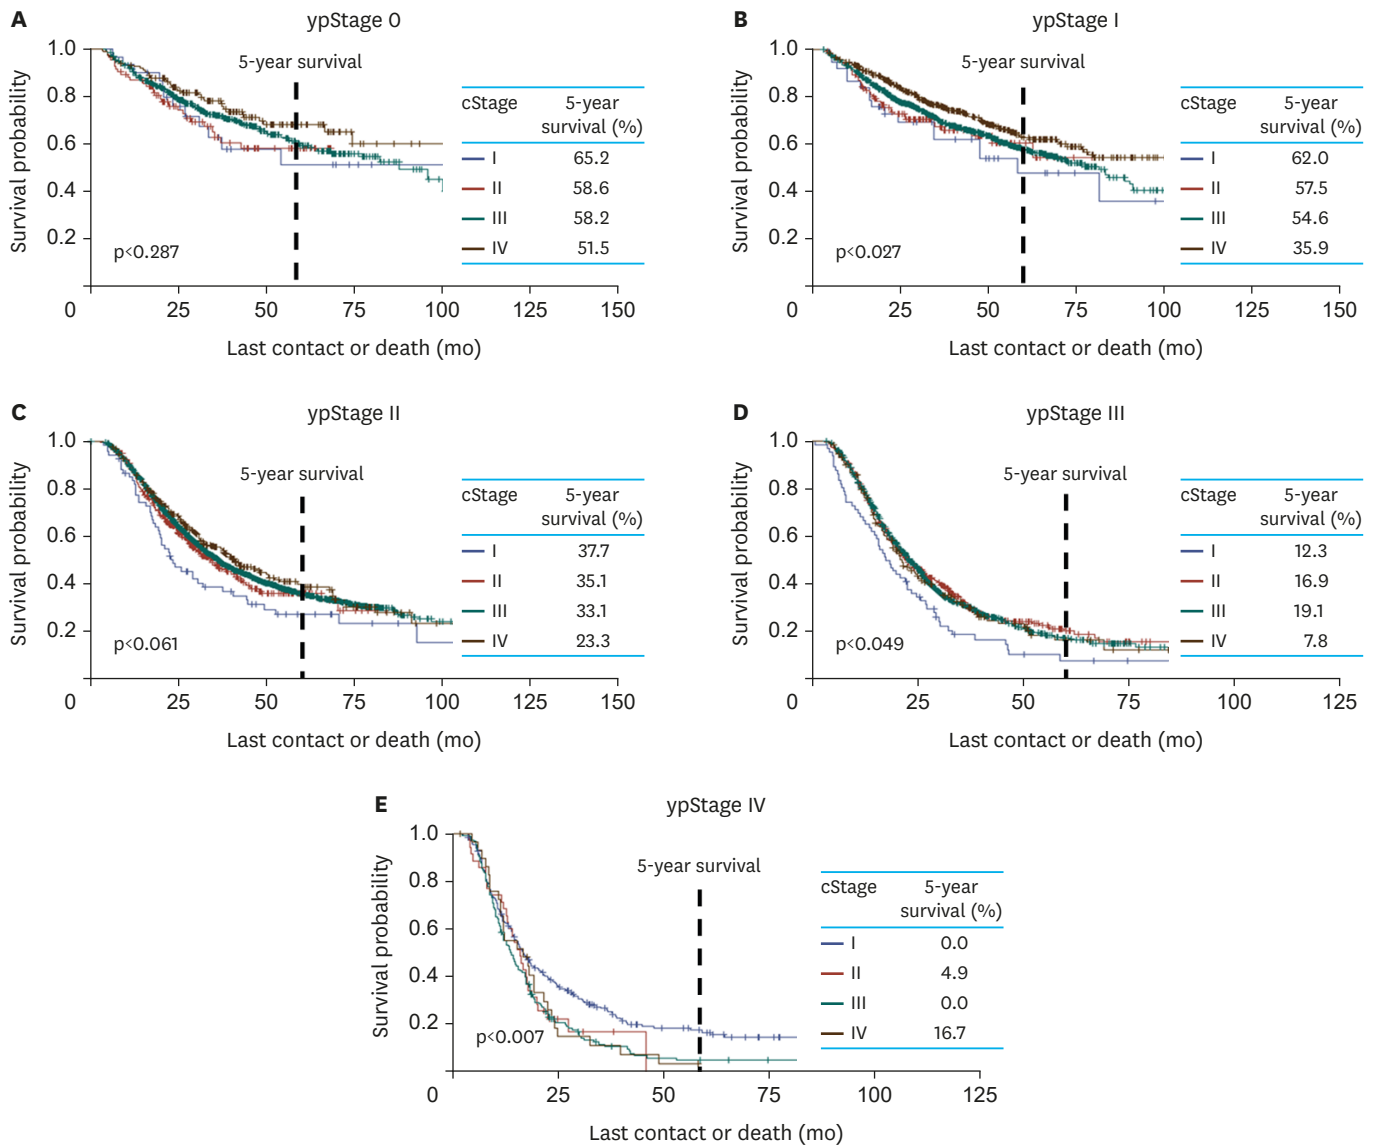 A
ypStage 0
Survival probability
1.0
0.8
0.6
0.4
0.2
0
25
50
75
100
125
150
Last contact or death (mo)
5-year survival
p<0.287
cStage 5-year survival (%)
I 65.2
II 58.6
III 58.2
IV 51.5
B
ypStage I
Survival probability
1.0
0.8
0.6
0.4
0.2
0
25
50
75
100
125
150
Last contact or death (mo)
5-year survival
p<0.027
cStage 5-year survival (%)
I 62.0
II 57.5
III 54.6
IV 35.9
C
ypStage II
Survival probability
1.0
0.8
0.6
0.4
0.2
0
25
50
75
100
125
150
Last contact or death (mo)
5-year survival
p<0.061
cStage 5-year survival (%)
I 37.7
II 35.1
III 33.1
IV 23.3
D
ypStage III
Survival probability
1.0
0.8
0.6
0.4
0.2
0
25
50
75
100
125
Last contact or death (mo)
5-year survival
p<0.049
cStage 5-year survival (%)
I 12.3
II 16.9
III 19.1
IV 7.8
E
ypStage IV
Survival probability
1.0
0.8
0.6
0.4
0.2
0
25
50
75
100
125
Last contact or death (mo)
5-year survival
p<0.007
cStage 5-year survival (%)
I 0.0
II 4.9
III 0.0
IV 16.7